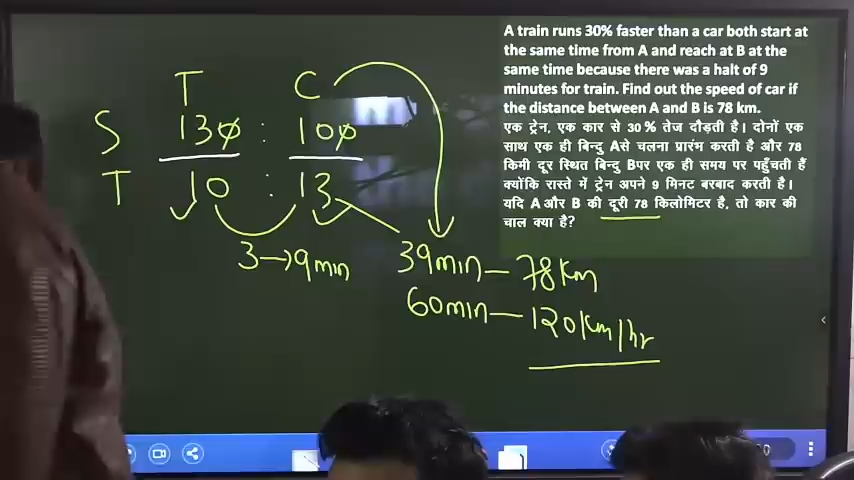 A train runs 30% faster than a car both start at
the same time from A and reach at B at the
same time because there was a halt of 9
minutes for train. Find out the speed of car if
the distance between A and B is 78 km.
एक ट्रेन, एक कार से 30% तेज दौड़ती है। दोनों एक
साथ एक ही बिन्दु Aसे चलना प्रारंभ करती है और 78
किमी दूर स्थित बिन्दु Bपर एक ही समय पर पहुँचती हैं
क्योंकि रास्ते में ट्रेन अपने 9 मिनट बरबाद करती है।
यदि A और B की दूरी 78 किलोमिटर है, तो कार की
चाल क्या है?
T C
S 130 : 100
T 10 : 13
3→9min 39min – 78km
60min – 120km/hr